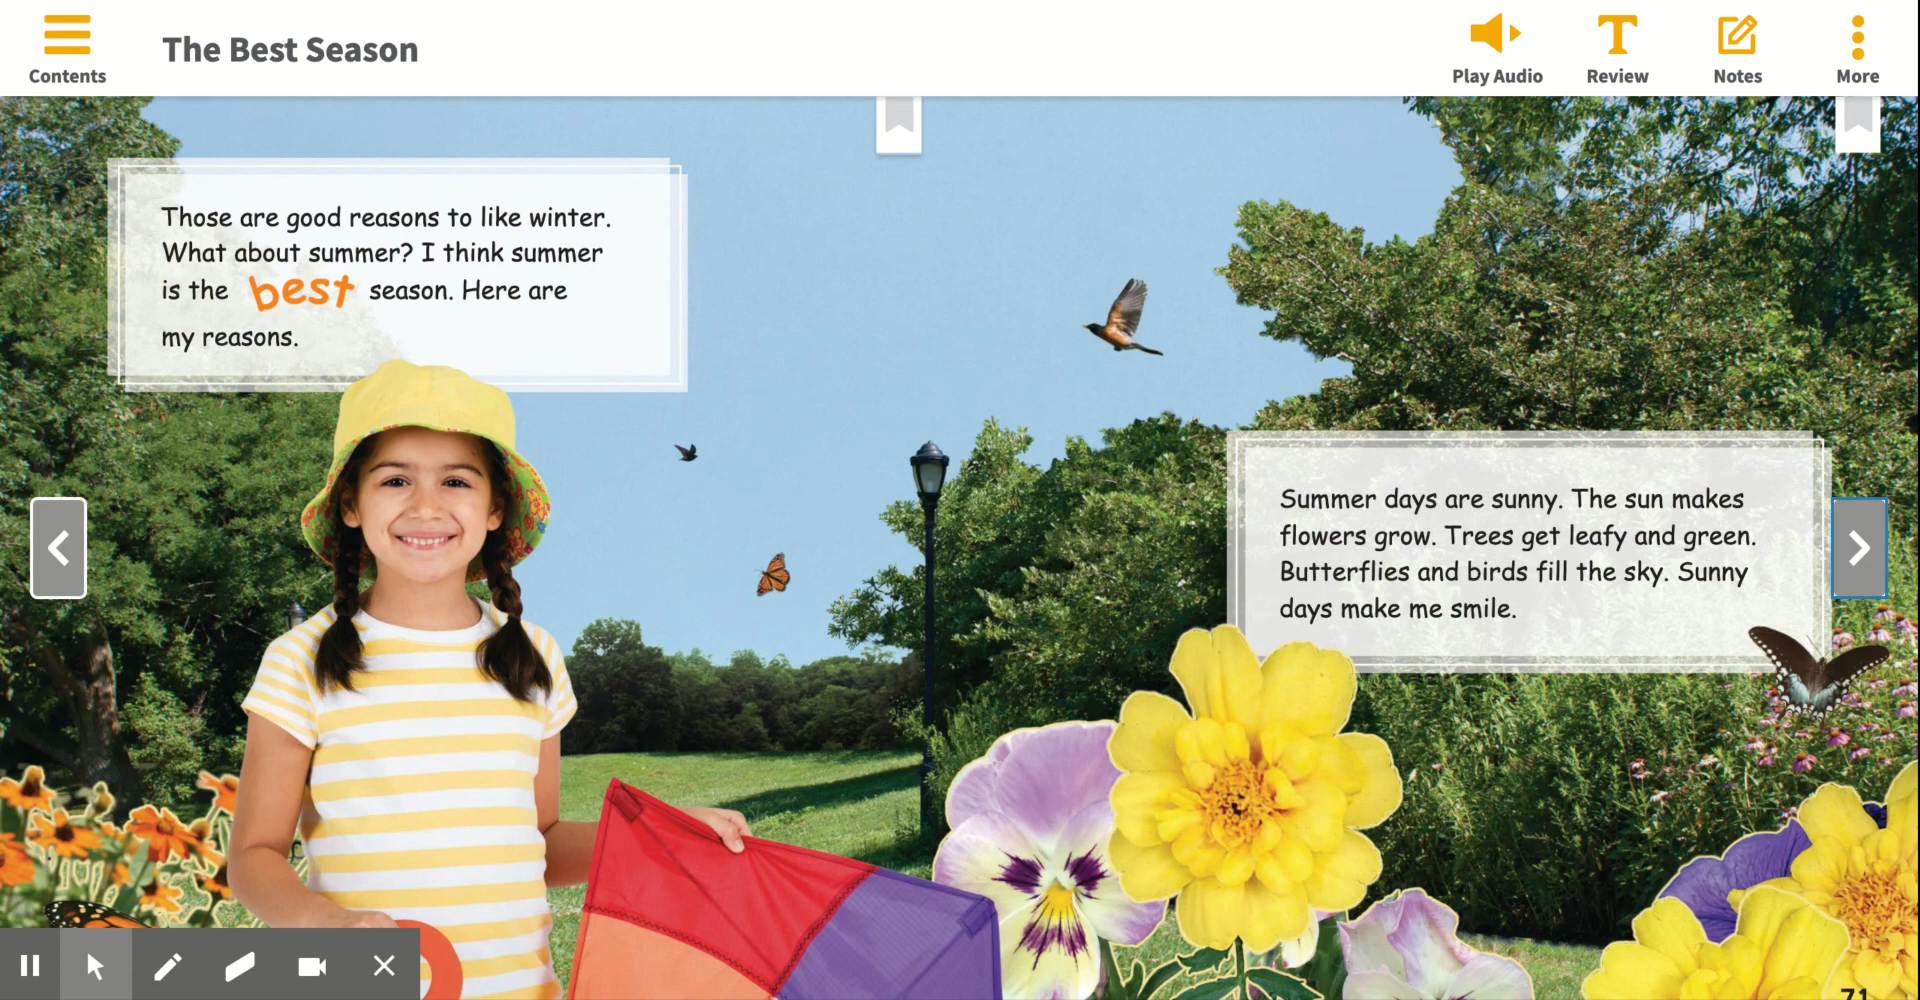 Contents
The Best Season
Play Audio
Review
Notes
More
Those are good reasons to like winter.
What about summer? I think summer
is the best season. Here are
my reasons.
Summer days are sunny. The sun makes
flowers grow. Trees get leafy and green.
Butterflies and birds fill the sky. Sunny
days make me smile.
71